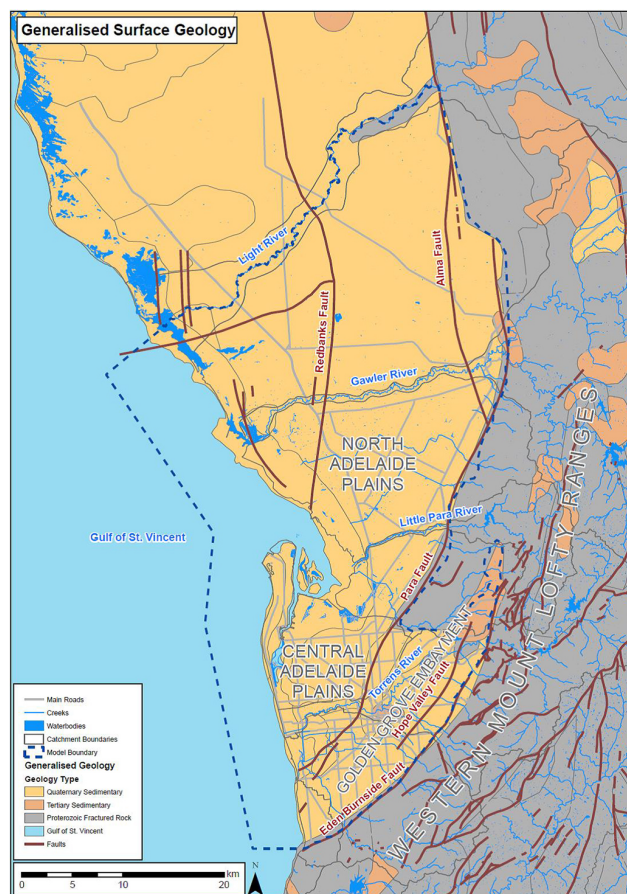 Generalised Surface Geology
Light River
Redbanks Fault
Alma Fault
Gawler River
NORTH
ADELAIDE
PLAINS
Little Para River
Gulf of St. Vincent
Para Fault
CENTRAL
ADELAIDE
PLAINS
Torrens River
GOLDEN GROVE EMBAYMENT
Hope Valley Fault
Eden Burnside Fault
WESTERN MOUNT LOFTY RANGES
Main Roads
Creeks
Waterbodies
Catchment Boundaries
Model Boundary
Generalised Geology
Geology Type
Quaternary Sedimentary
Tertiary Sedimentary
Proterozoic Fractured Rock
Gulf of St. Vincent
Faults
km
0 5 10 20
N